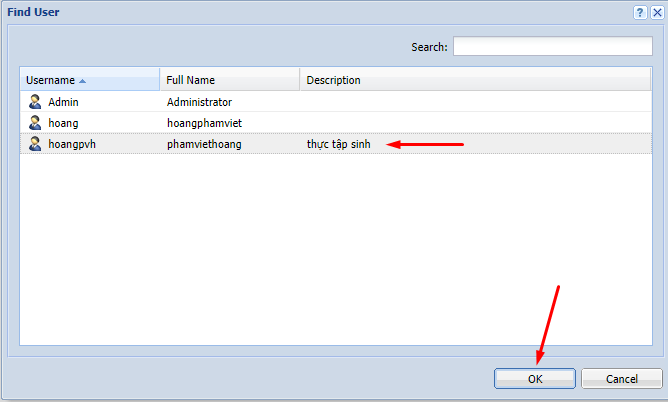 Find User
Search:
Username Full Name Description
Admin Administrator
hoang hoangphamviet
hoangpvh phamviethoang thực tập sinh
OK Cancel